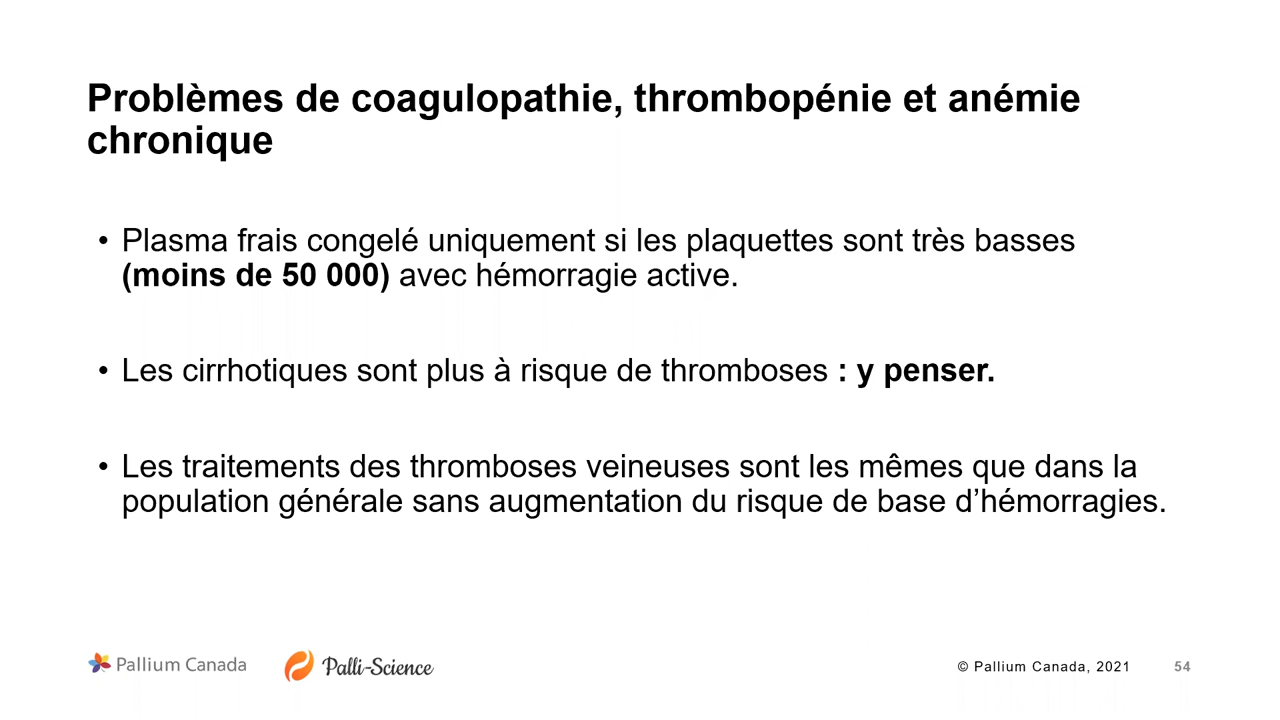 Problèmes de coagulopathie, thrombopénie et anémie
chronique
• Plasma frais congelé uniquement si les plaquettes sont très basses
(moins de 50 000) avec hémorragie active.
• Les cirrhotiques sont plus à risque de thromboses : y penser.
• Les traitements des thromboses veineuses sont les mêmes que dans la
population générale sans augmentation du risque de base d’hémorragies.
Pallium Canada
Palli-Science
© Pallium Canada, 2021
54